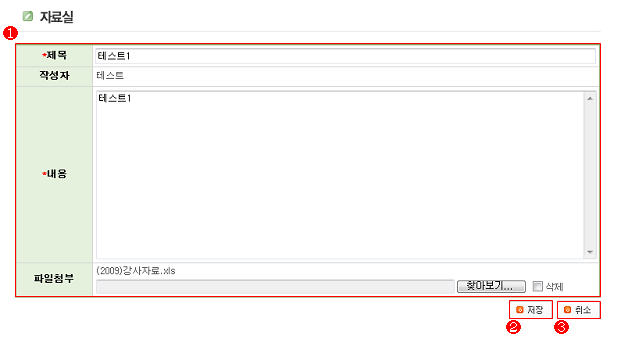 자료실
1
*제목 테스트1
작성자 테스트
*내용 테스트1
파일첨부 (2009)강사자료.xls
찾아보기... 삭제
저장 취소
2 3